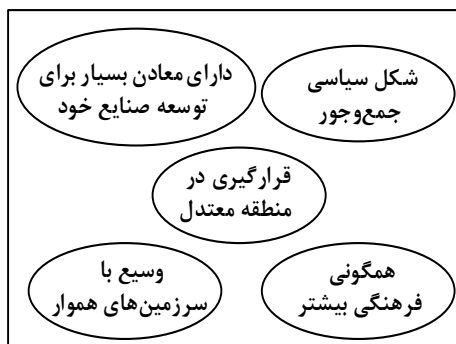 شکل سیاسی
جمع‌وجور
دارای معادن بسیار برای
توسعه صنایع خود
قرارگیری در
منطقه معتدل
همگونی
فرهنگی بیشتر
وسیع با
سرزمین‌های هموار